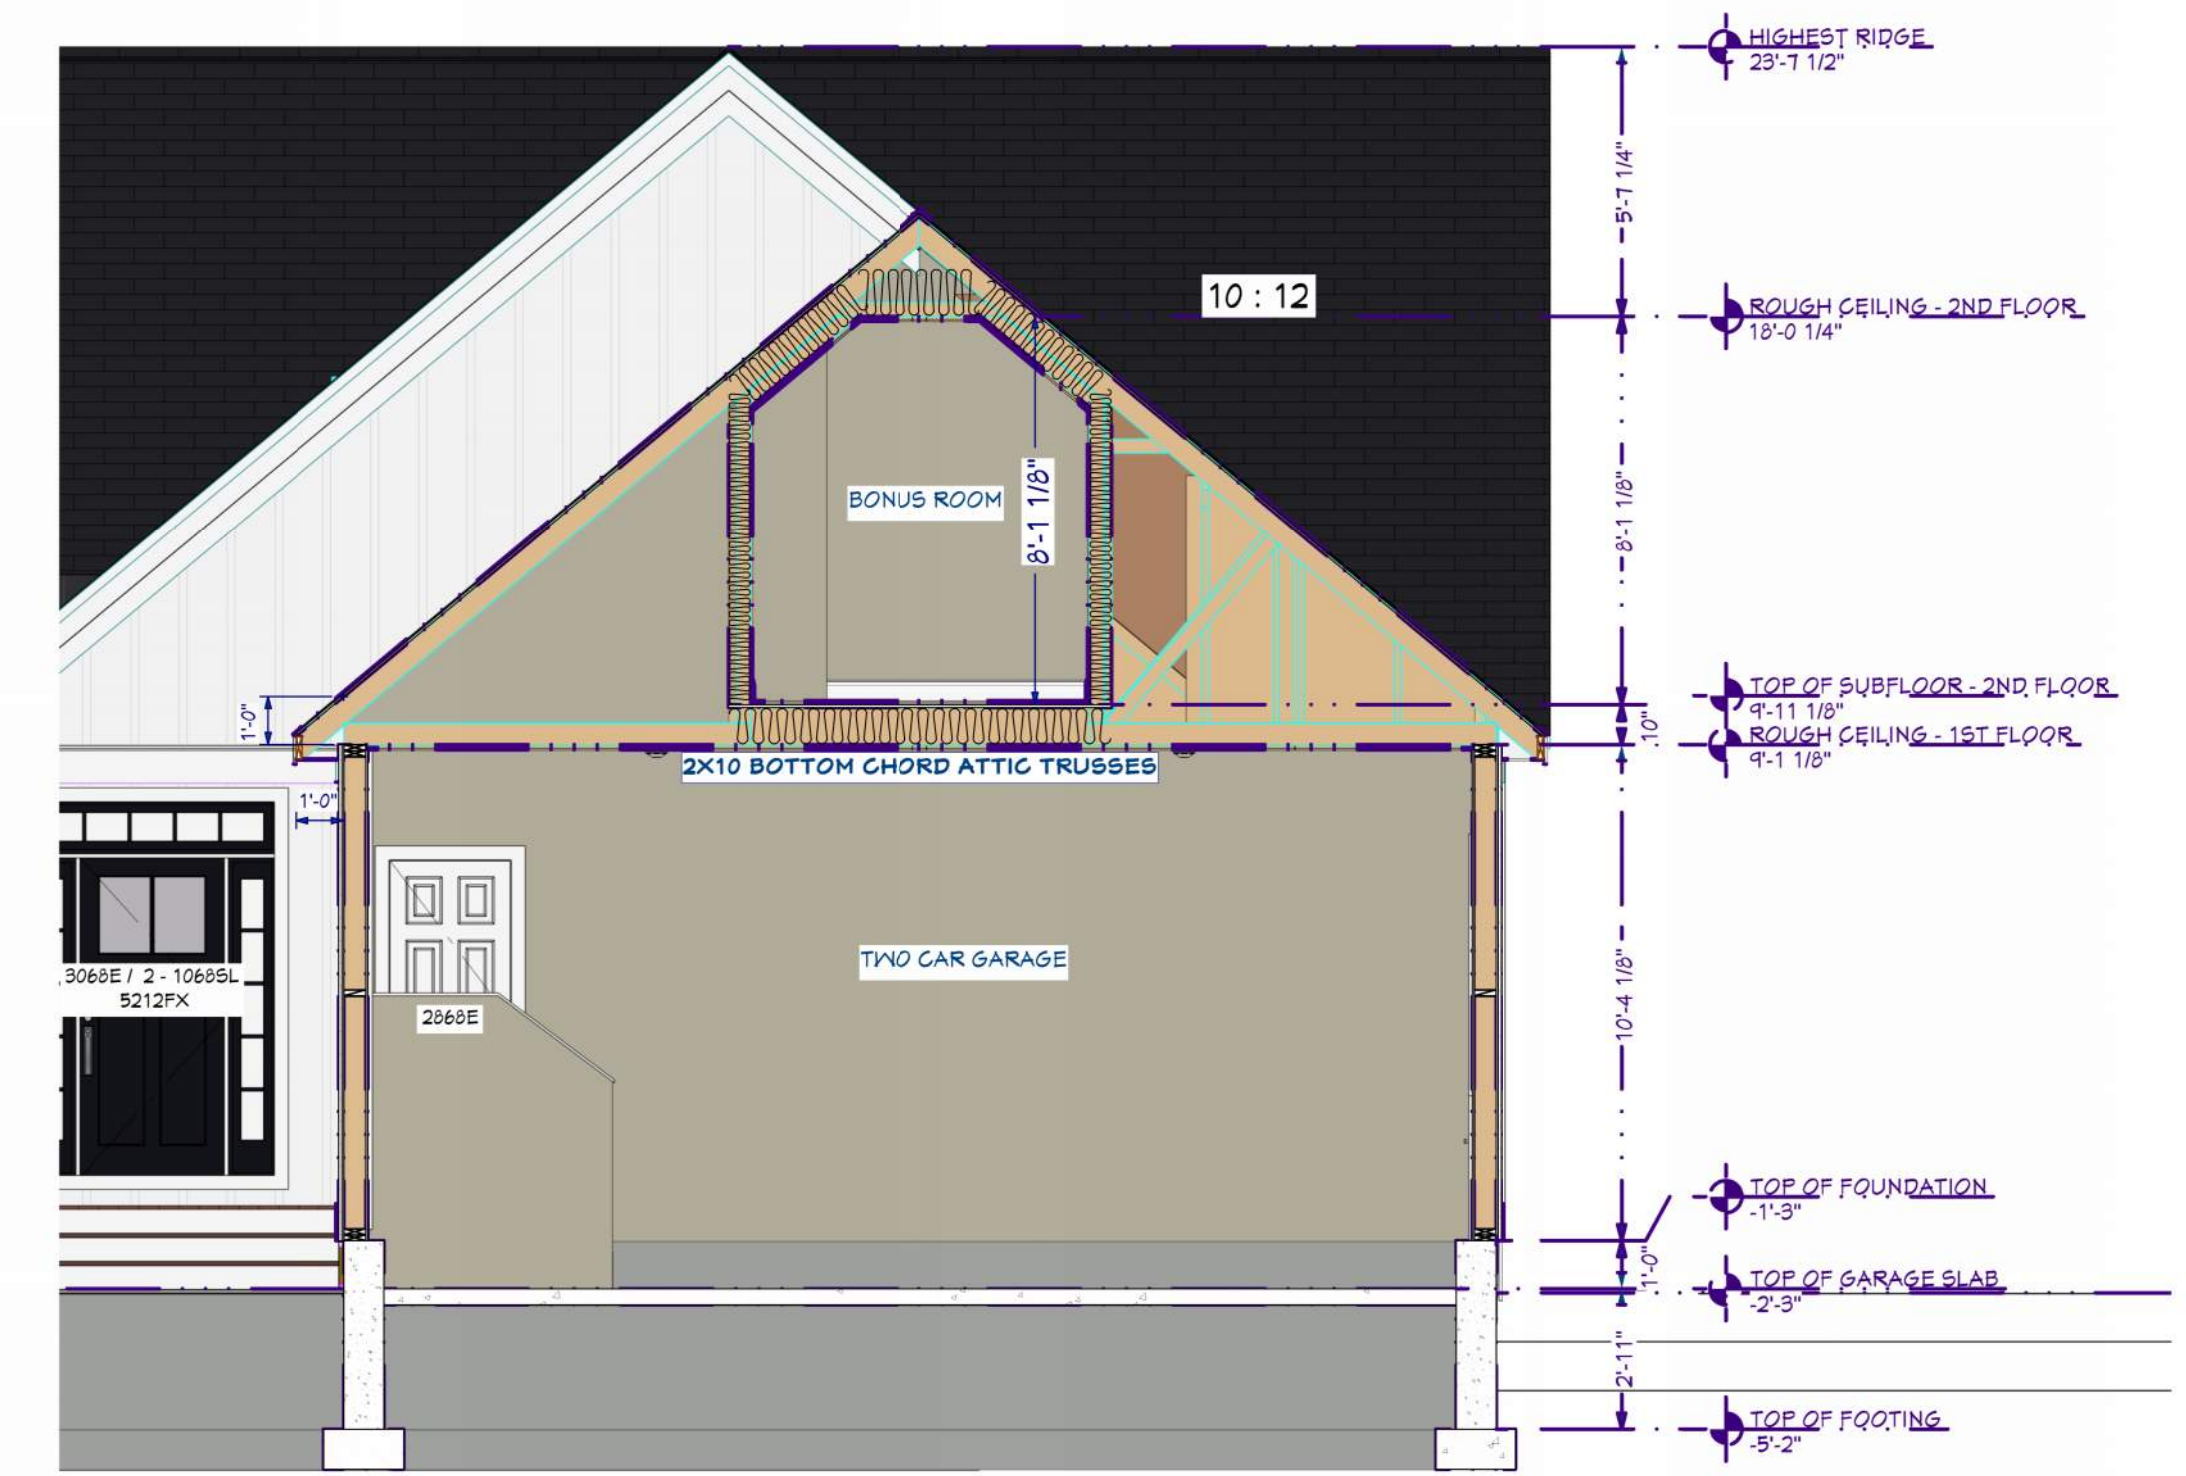 HIGHEST RIDGE
23'-7 1/2"
5'-7 1/4"
10 : 12
ROUGH CEILING - 2ND FLOOR
18'-0 1/4"
BONUS ROOM
8'-1 1/8"
8'-1 1/8"
TOP OF SUBFLOOR - 2ND FLOOR
9'-11 1/8"
1'-0"
10"
ROUGH CEILING - 1ST FLOOR
9'-1 1/8"
2X10 BOTTOM CHORD ATTIC TRUSSES
1'-0"
TWO CAR GARAGE
3068E / 2 - 1068SL
5212FX
2868E
10'-4 1/8"
TOP OF FOUNDATION
-1'-3"
1'-0"
TOP OF GARAGE SLAB
-2'-3"
2'-11"
TOP OF FOOTING
-5'-2"